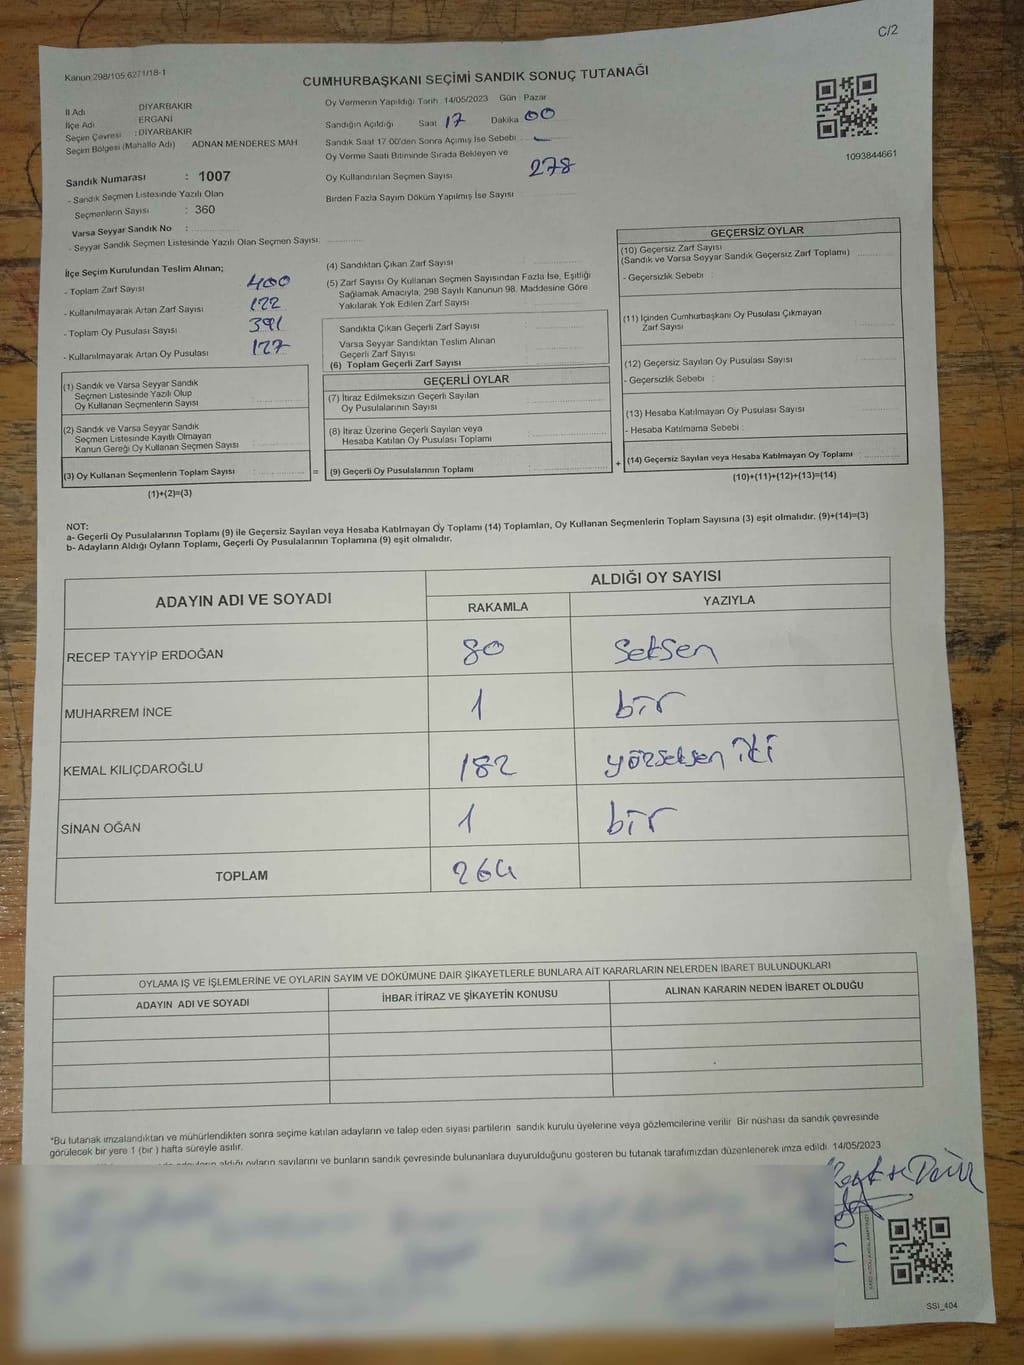 C/2
Kanun:298/105,6271/18-1
CUMHURBAŞKANI SEÇİMİ SANDIK SONUÇ TUTANAĞI
İl Adı DİYARBAKIR
İlçe Adı ERGANİ
Seçim Çevresi : DİYARBAKIR
Seçim Bölgesi (Mahalle Adı) ADNAN MENDERES MAH
Sandık Numarası : 1007
- Sandık Seçmen Listesinde Yazılı Olan
Seçmenlerin Sayısı : 360
Varsa Seyyar Sandık No :
- Seyyar Sandık Seçmen Listesinde Yazılı Olan Seçmen Sayısı:
Oy Vermenin Yapıldığı Tarih : 14/05/2023 Gün : Pazar
Sandığın Açıldığı Saat 17 Dakika 00
Sandık Saat 17.00'den Sonra Açımış İse Sebebi
Oy Verme Saati Bitiminde Sırada Bekleyen ve
Oy Kullandırılan Seçmen Sayısı 278
Birden Fazla Sayım Döküm Yapılmış İse Sayısı
1093844661
İlçe Seçim Kurulundan Teslim Alınan;
- Toplam Zarf Sayısı 400
- Kullanılmayarak Artan Zarf Sayısı 122
- Toplam Oy Pusulası Sayısı 391
- Kullanılmayarak Artan Oy Pusulası 127
(1) Sandık ve Varsa Seyyar Sandık
Seçmen Listesinde Yazılı Olup
Oy Kullanan Seçmenlerin Sayısı :
(2) Sandık ve Varsa Seyyar Sandık
Seçmen Listesinde Kayıtlı Olmayan
Kanun Gereği Oy Kullanan Seçmen Sayısı :
(3) Oy Kullanan Seçmenlerin Toplam Sayısı :
(1)+(2)=(3)
=
(4) Sandıktan Çıkan Zarf Sayısı :
(5) Zarf Sayısı Oy Kullanan Seçmen Sayısından Fazla İse, Eşitliği
Sağlamak Amacıyla; 298 Sayılı Kanunun 98. Maddesine Göre
Yakılarak Yok Edilen Zarf Sayısı :
Sandıkta Çıkan Geçerli Zarf Sayısı :
Varsa Seyyar Sandıktan Teslim Alınan
Geçerli Zarf Sayısı :
(6) Toplam Geçerli Zarf Sayısı :
GEÇERLİ OYLAR
(7) İtiraz Edilmeksizin Geçerli Sayılan
Oy Pusulalarının Sayısı :
(8) İtiraz Üzerine Geçerli Sayılan veya
Hesaba Katılan Oy Pusulası Toplamı :
(9) Geçerli Oy Pusulalarının Toplamı :
+
GEÇERSİZ OYLAR
(10) Geçersiz Zarf Sayısı
(Sandık ve Varsa Seyyar Sandık Geçersiz Zarf Toplamı) :
- Geçersizlik Sebebi :
(11) İçinden Cumhurbaşkanı Oy Pusulası Çıkmayan
Zarf Sayısı :
(12) Geçersiz Sayılan Oy Pusulası Sayısı :
- Geçersizlik Sebebi :
(13) Hesaba Katılmayan Oy Pusulası Sayısı :
- Hesaba Katılmama Sebebi :
(14) Geçersiz Sayılan veya Hesaba Katılmayan Oy Toplamı :
(10)+(11)+(12)+(13)=(14)
NOT:
a- Geçerli Oy Pusulalarının Toplamı (9) ile Geçersiz Sayılan veya Hesaba Katılmayan Oy Toplamı (14) Toplamları, Oy Kullanan Seçmenlerin Toplam Sayısına (3) eşit olmalıdır. (9)+(14)=(3)
b- Adayların Aldığı Oyların Toplamı, Geçerli Oy Pusulalarının Toplamına (9) eşit olmalıdır.
ADAYIN ADI VE SOYADI ALDIĞI OY SAYISI
RAKAMLA YAZIYLA
RECEP TAYYİP ERDOĞAN 80 Seksen
MUHARREM İNCE 1 bir
KEMAL KILIÇDAROĞLU 182 yüzseksen iki
SİNAN OĞAN 1 bir
TOPLAM 264
OYLAMA İŞ VE İŞLEMLERİNE VE OYLARIN SAYIM VE DÖKÜMÜNE DAİR ŞİKAYETLERLE BUNLARA AİT KARARLARIN NELERDEN İBARET BULUNDUKLARI
ADAYIN ADI VE SOYADI İHBAR İTİRAZ VE ŞİKAYETİN KONUSU ALINAN KARARIN NEDEN İBARET OLDUĞU
*Bu tutanak imzalandıktan ve mühürlendikten sonra seçime katılan adayların ve talep eden siyasi partilerin sandık kurulu üyelerine veya gözlemcilerine verilir. Bir nüshası da sandık çevresinde
görülecek bir yere 1 (bir ) hafta süreyle asılır.
aldığı oyların sayılarını ve bunların sandık çevresinde bulunanlara duyurulduğunu gösteren bu tutanak tarafımızdan düzenlenerek imza edildi. 14/05/2023
SSI_404